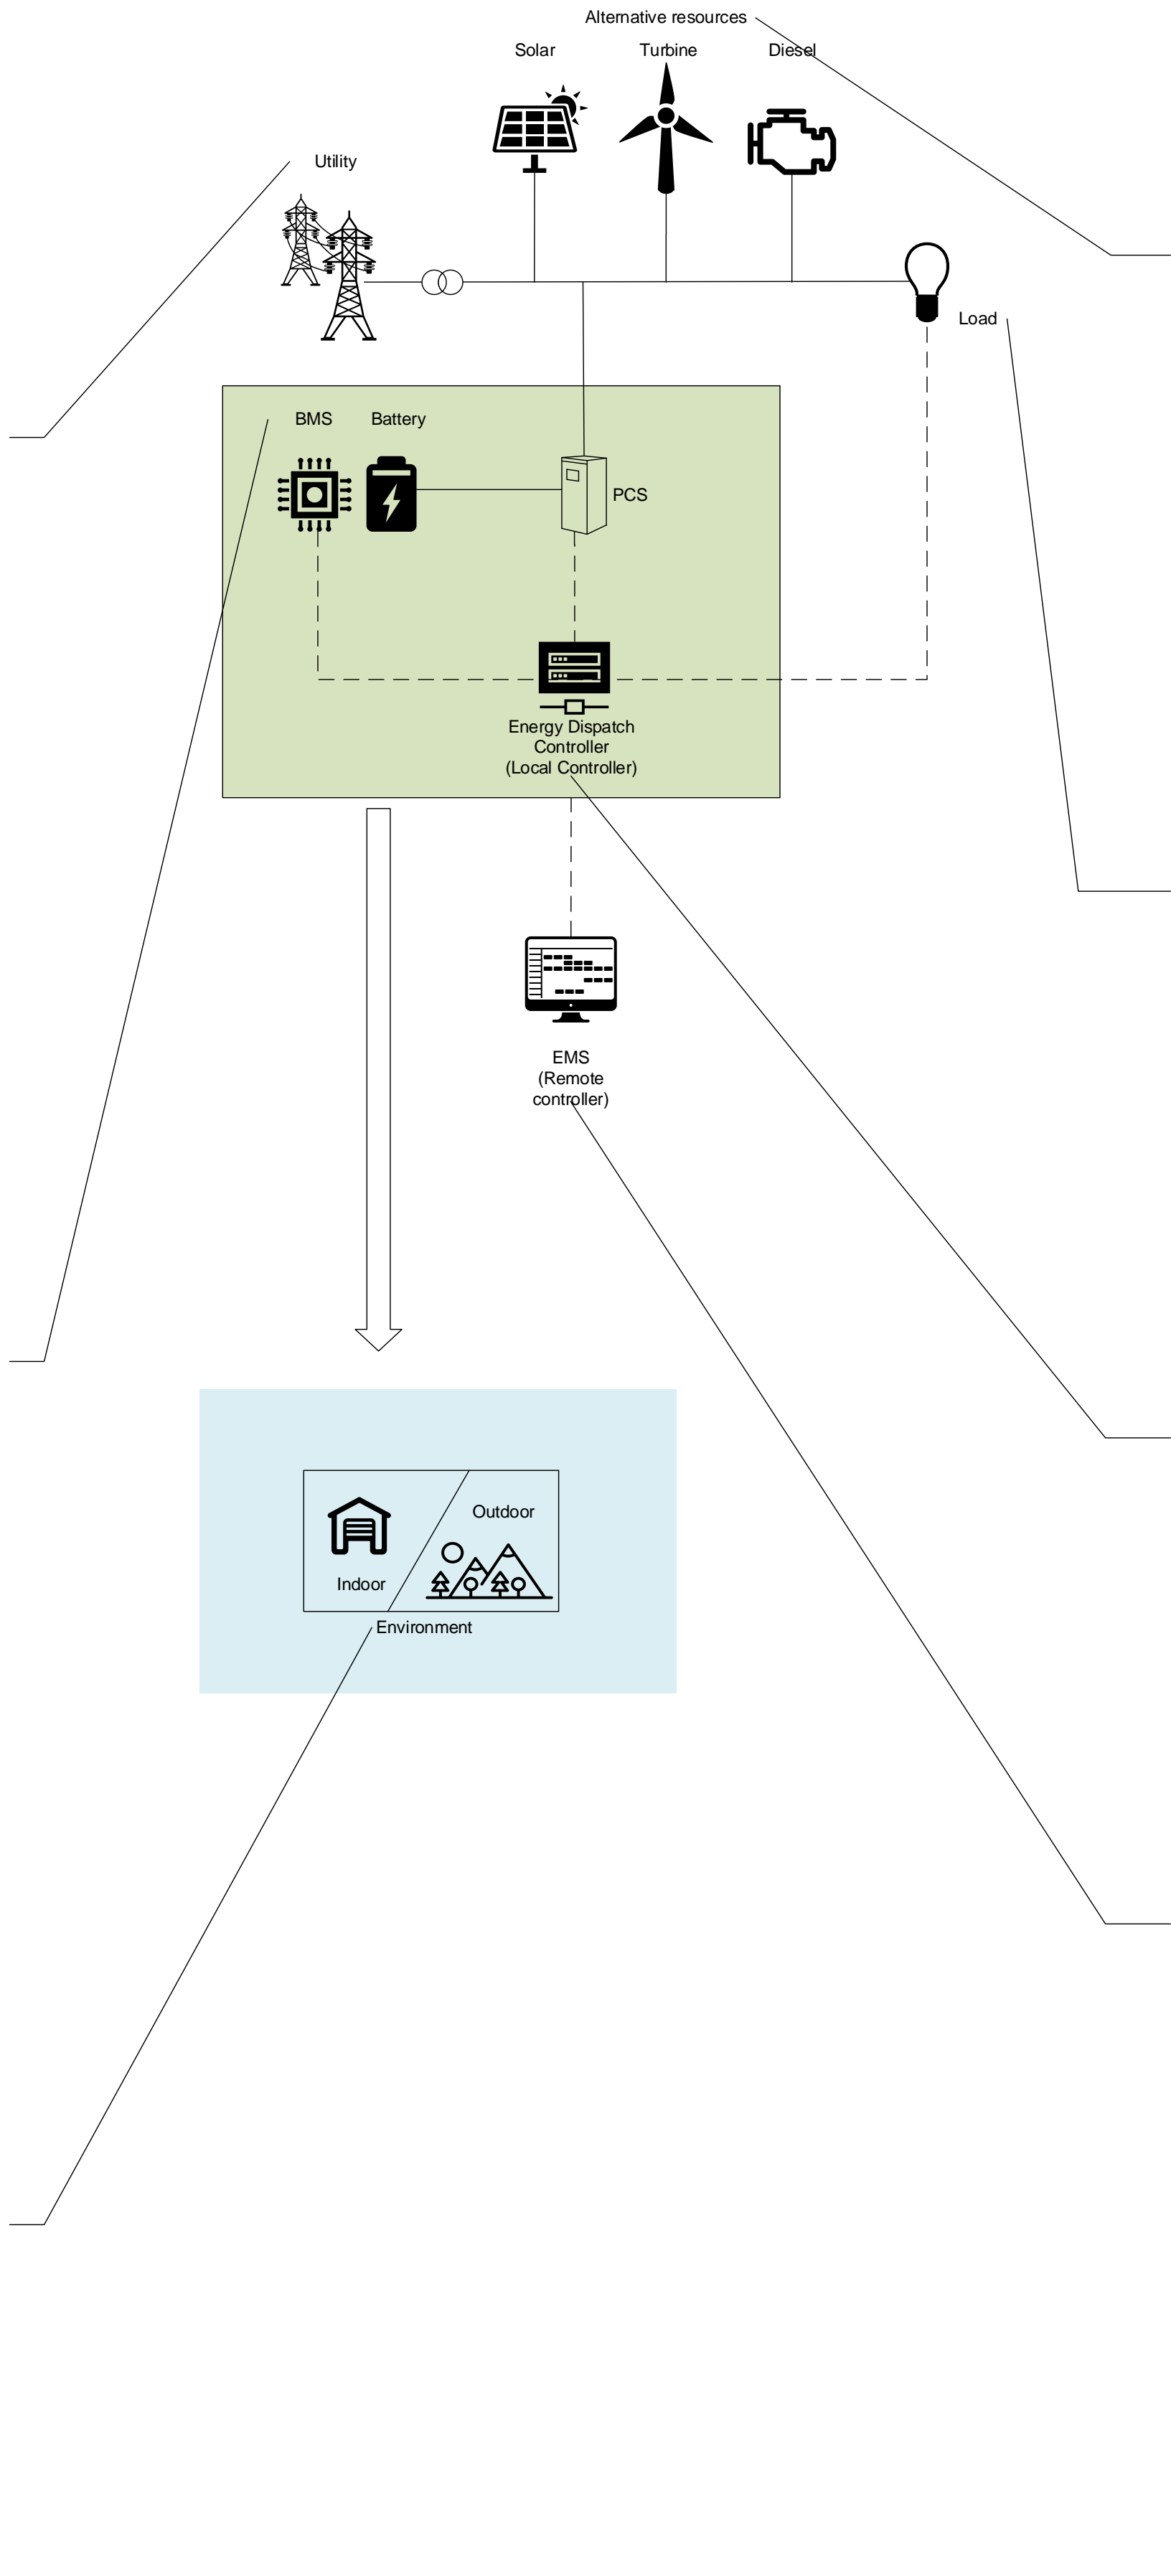 Alternative resources
Solar
Turbine
Diesel
Utility
Load
BMS
Battery
PCS
Energy Dispatch
Controller
(Local Controller)
EMS
(Remote
controller)
Outdoor
Indoor
Environment